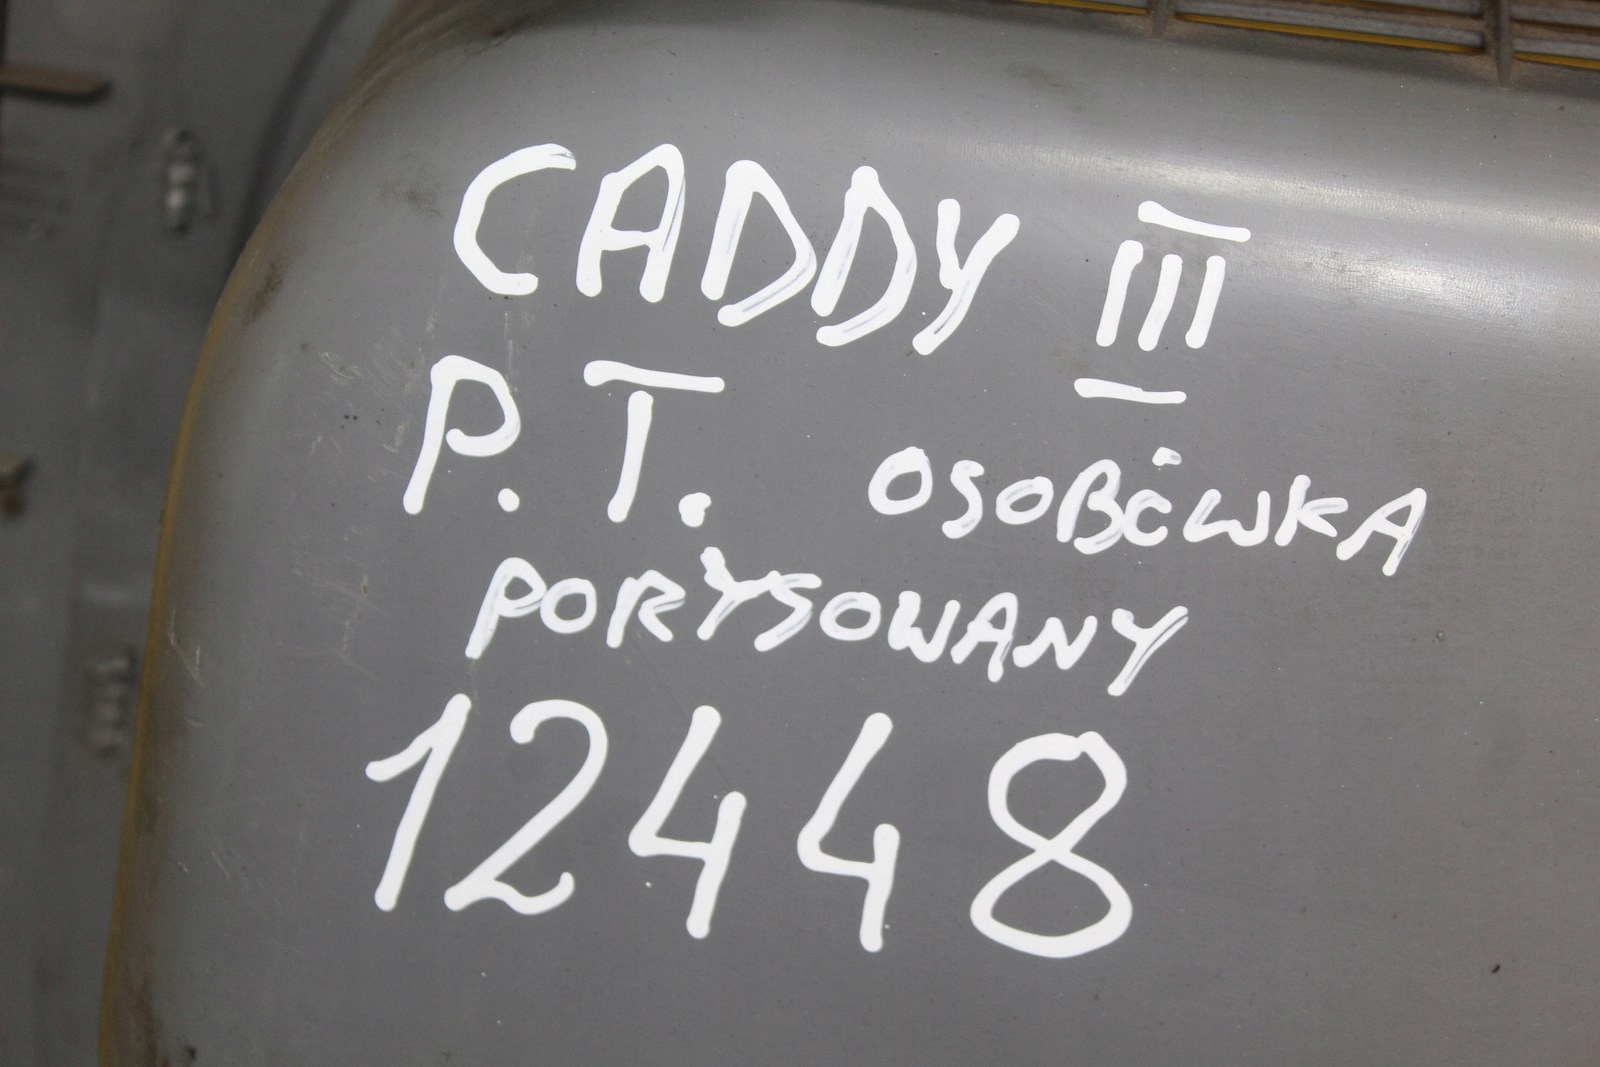 CADDY III
P.T. OSOBÓWKA
PORYSOWANY
12448